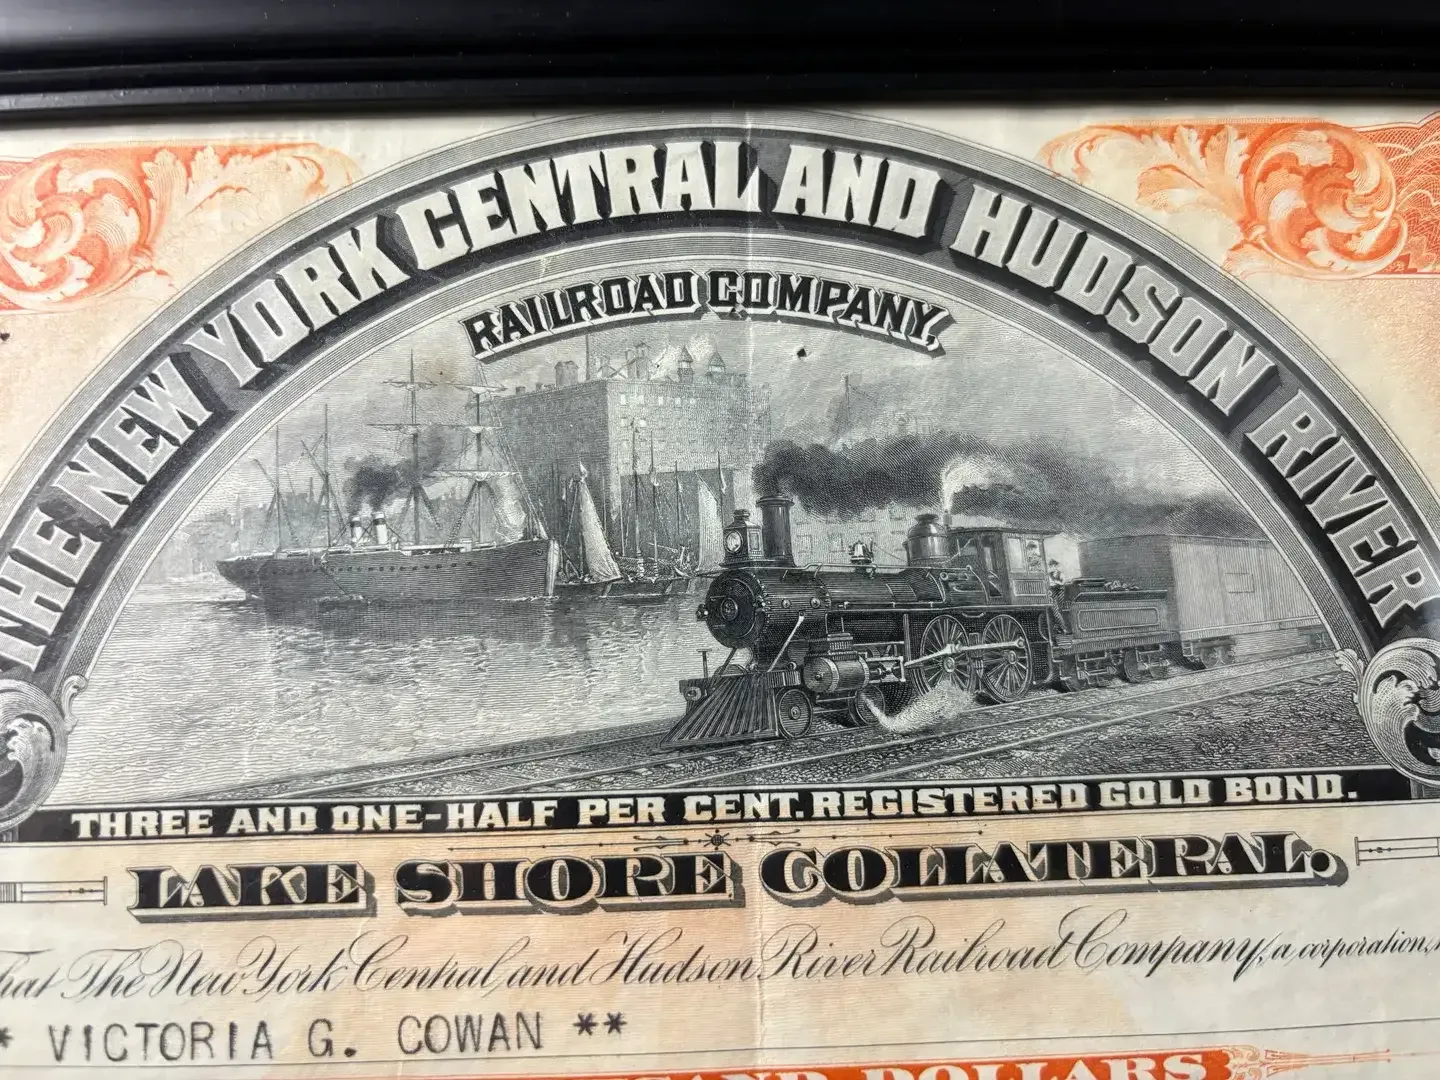 THE NEW YORK CENTRAL AND HUDSON RIVER
RAILROAD COMPANY,
THREE AND ONE-HALF PER CENT. REGISTERED GOLD BOND.
LAKE SHORE COLLATERAL.
The New York Central and Hudson River Railroad Company, a corporation,
* VICTORIA G. COWAN **
DOLLARS